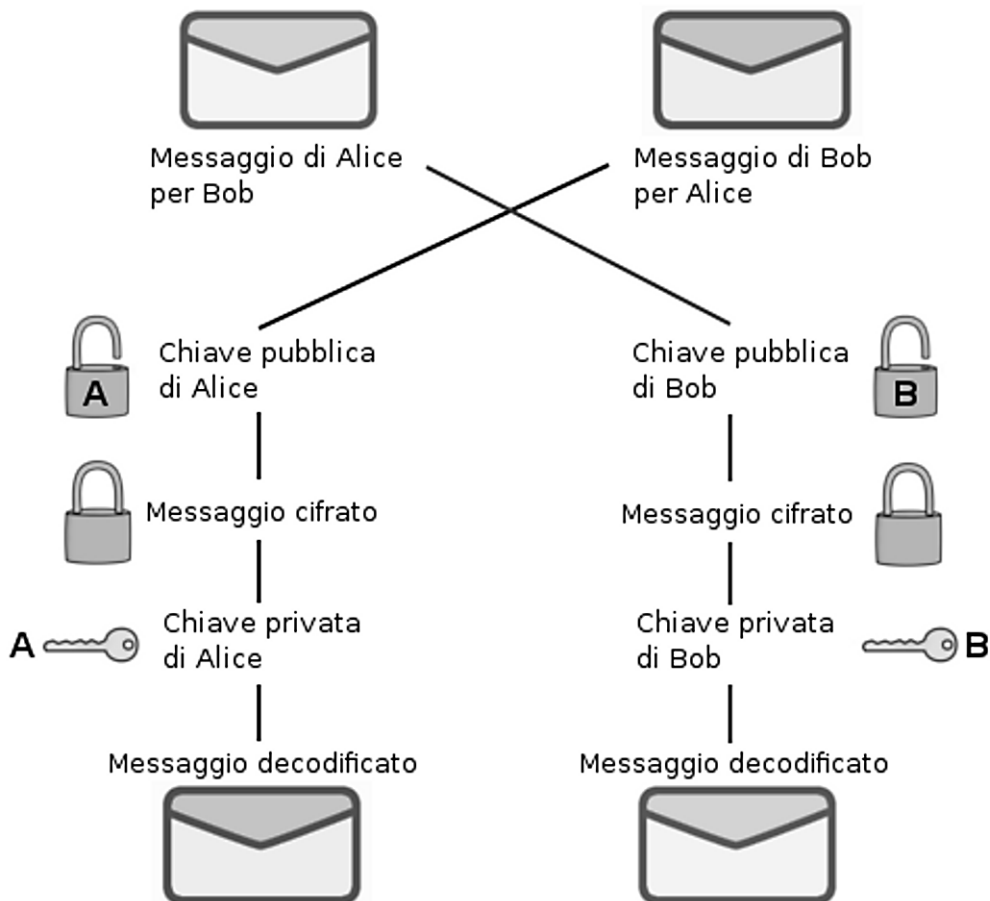 Messaggio di Alice
per Bob
Messaggio di Bob
per Alice
Chiave pubblica
di Alice
A
Chiave pubblica
di Bob
B
Messaggio cifrato
Messaggio cifrato
A
Chiave privata
di Alice
Chiave privata
di Bob
B
Messaggio decodificato
Messaggio decodificato